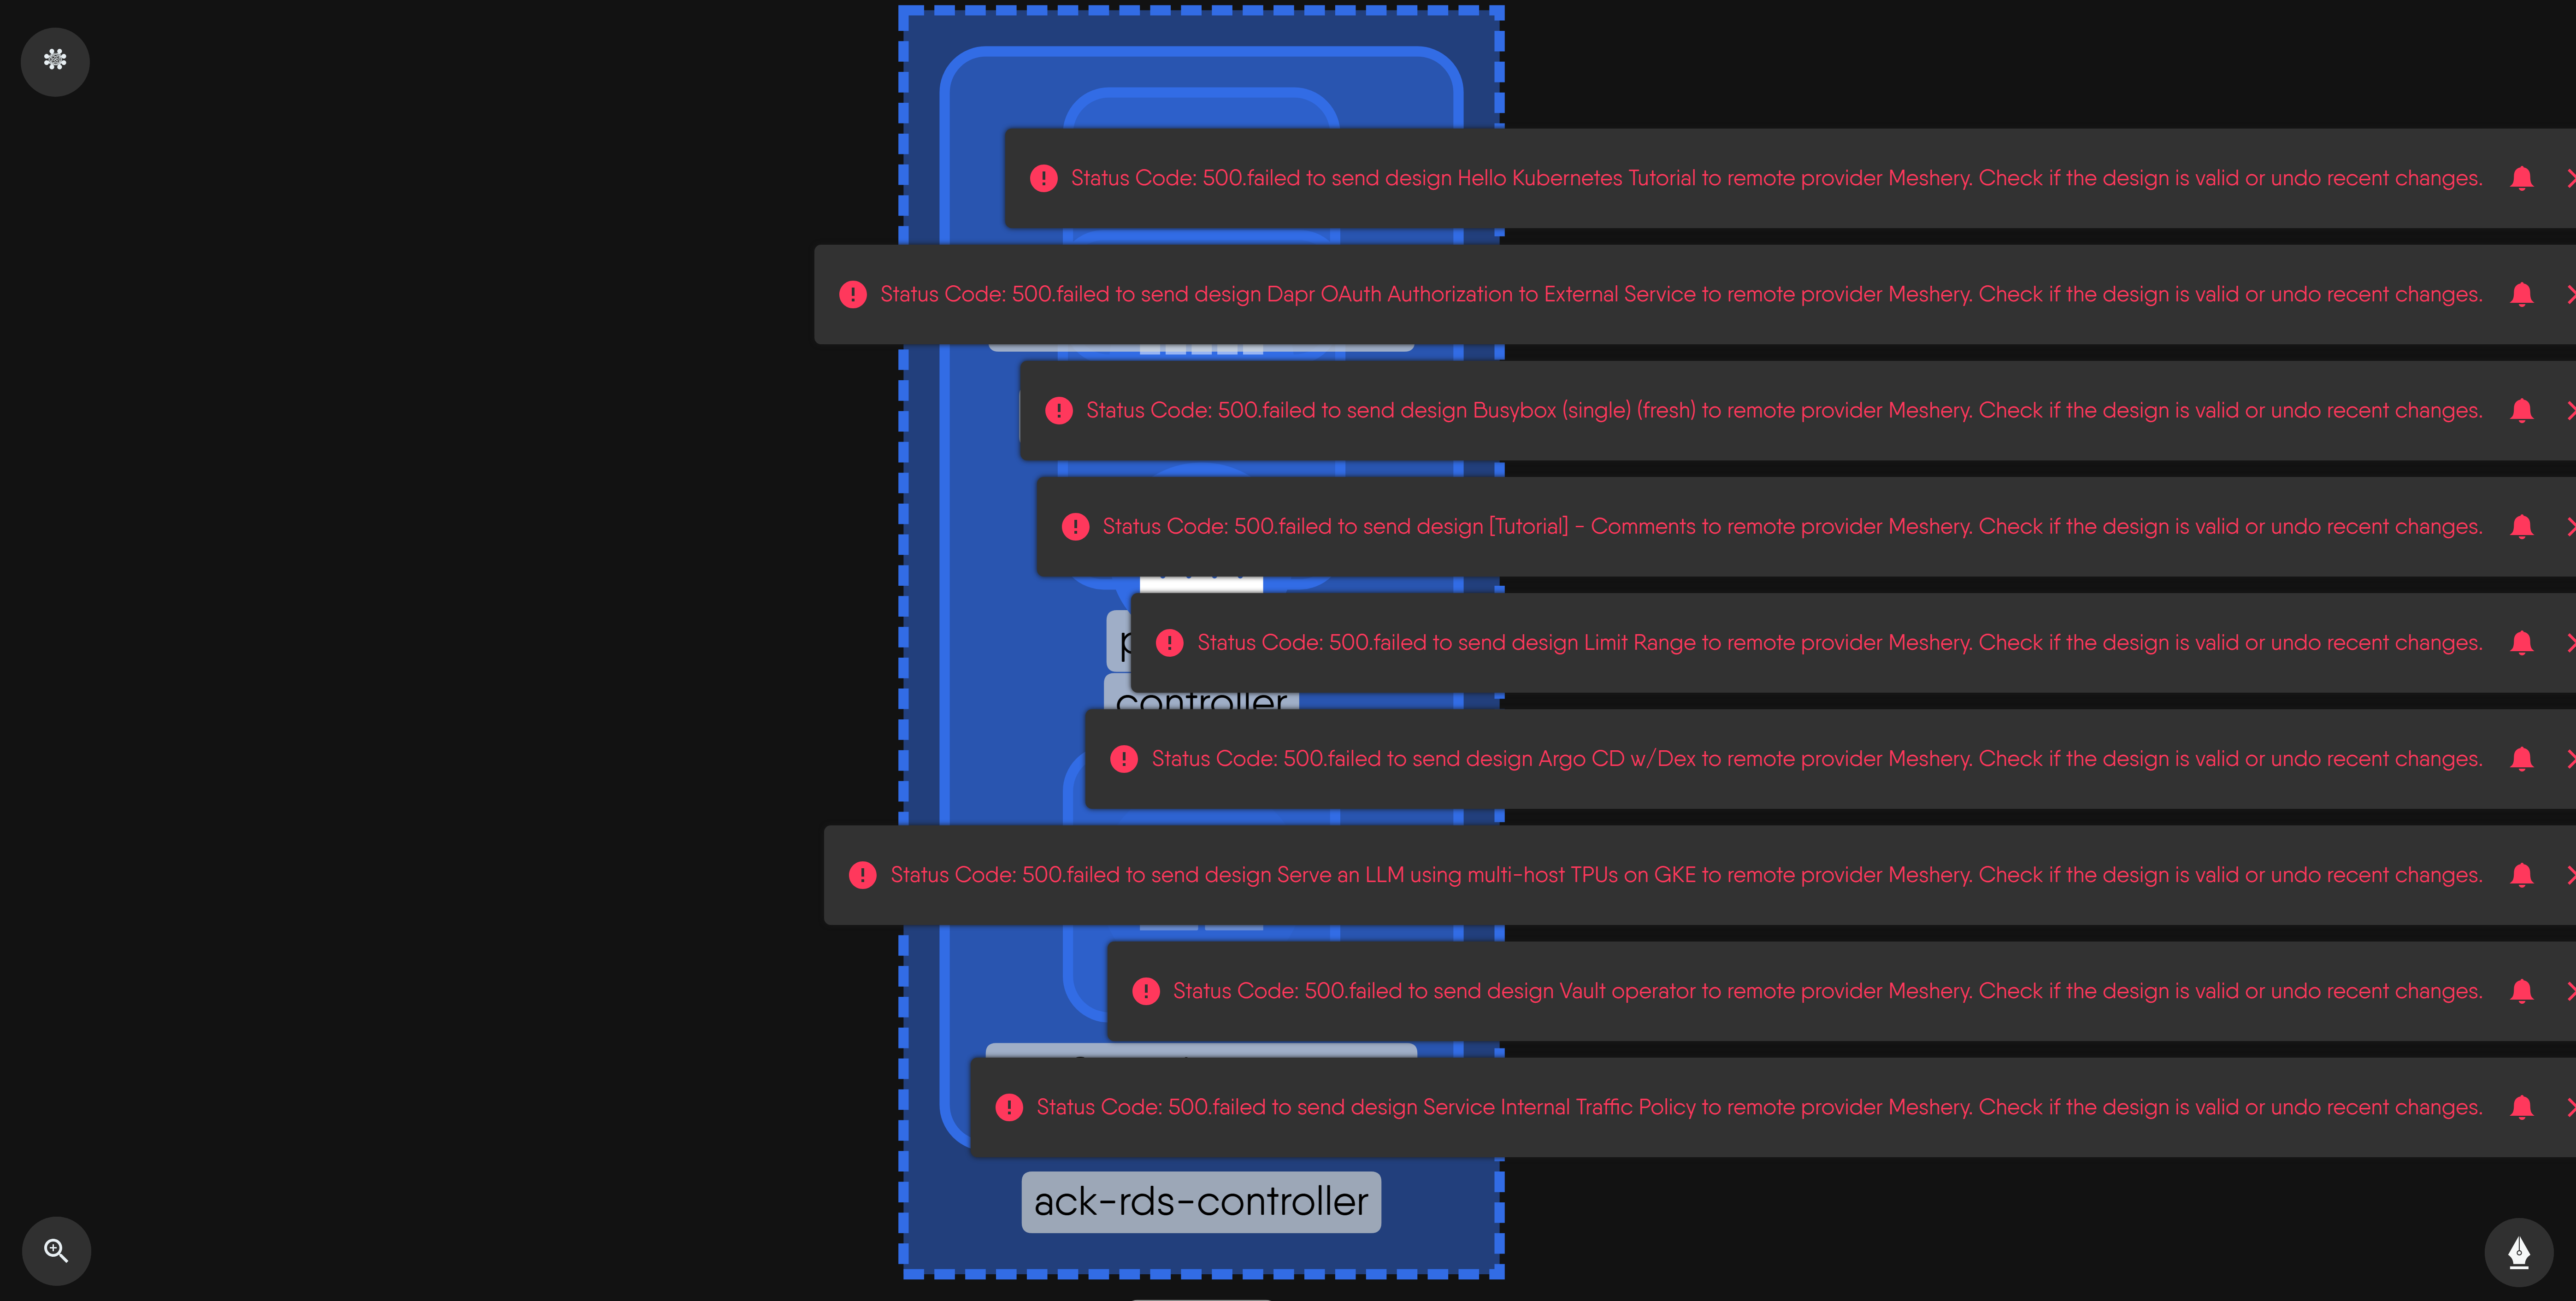 Status Code: 500.failed to send design Hello Kubernetes Tutorial to remote provider Meshery. Check if the design is valid or undo recent changes.
Status Code: 500.failed to send design Dapr OAuth Authorization to External Service to remote provider Meshery. Check if the design is valid or undo recent changes.
Status Code: 500.failed to send design Busybox (single) (fresh) to remote provider Meshery. Check if the design is valid or undo recent changes.
Status Code: 500.failed to send design [Tutorial] - Comments to remote provider Meshery. Check if the design is valid or undo recent changes.
Status Code: 500.failed to send design Limit Range to remote provider Meshery. Check if the design is valid or undo recent changes.
controller
Status Code: 500.failed to send design Argo CD w/Dex to remote provider Meshery. Check if the design is valid or undo recent changes.
Status Code: 500.failed to send design Serve an LLM using multi-host TPUs on GKE to remote provider Meshery. Check if the design is valid or undo recent changes.
Status Code: 500.failed to send design Vault operator to remote provider Meshery. Check if the design is valid or undo recent changes.
Status Code: 500.failed to send design Service Internal Traffic Policy to remote provider Meshery. Check if the design is valid or undo recent changes.
ack-rds-controller